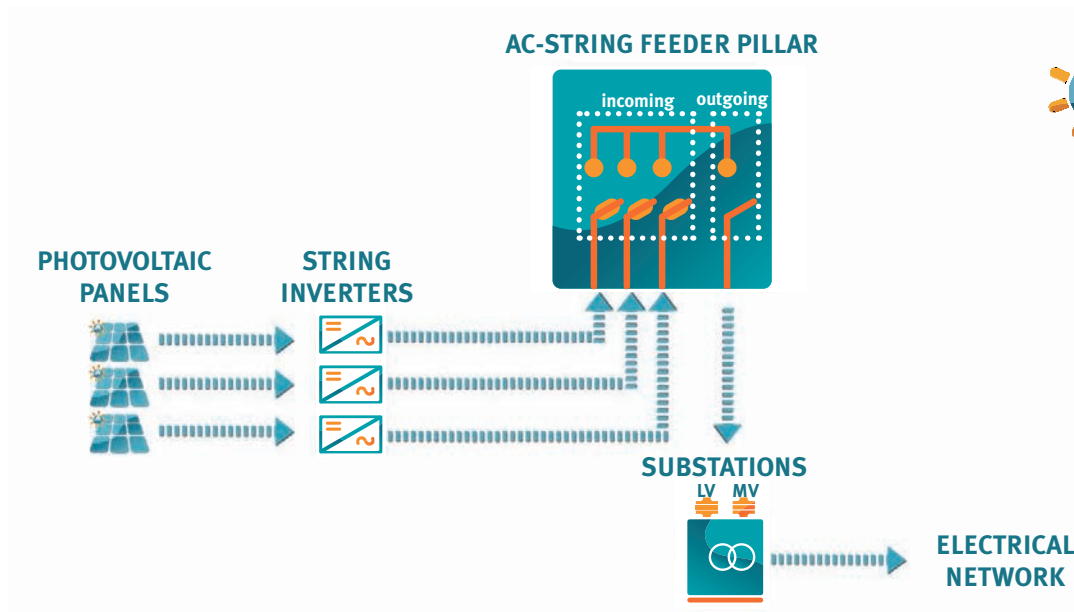 AC-STRING FEEDER PILLAR
incoming
outgoing
PHOTOVOLTAIC
PANELS
STRING
INVERTERS
SUBSTATIONS
LV
MV
ELECTRICAL
NETWORK